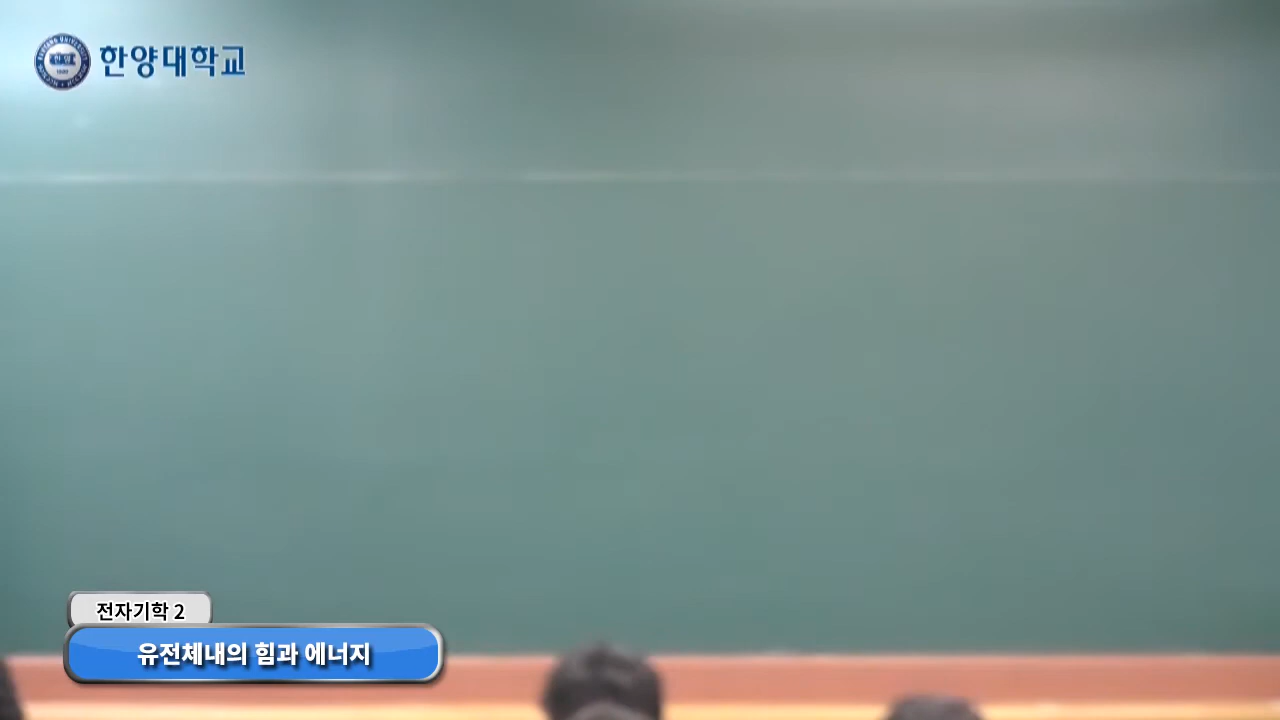 한양대학교
전자기학 2
유전체내의 힘과 에너지